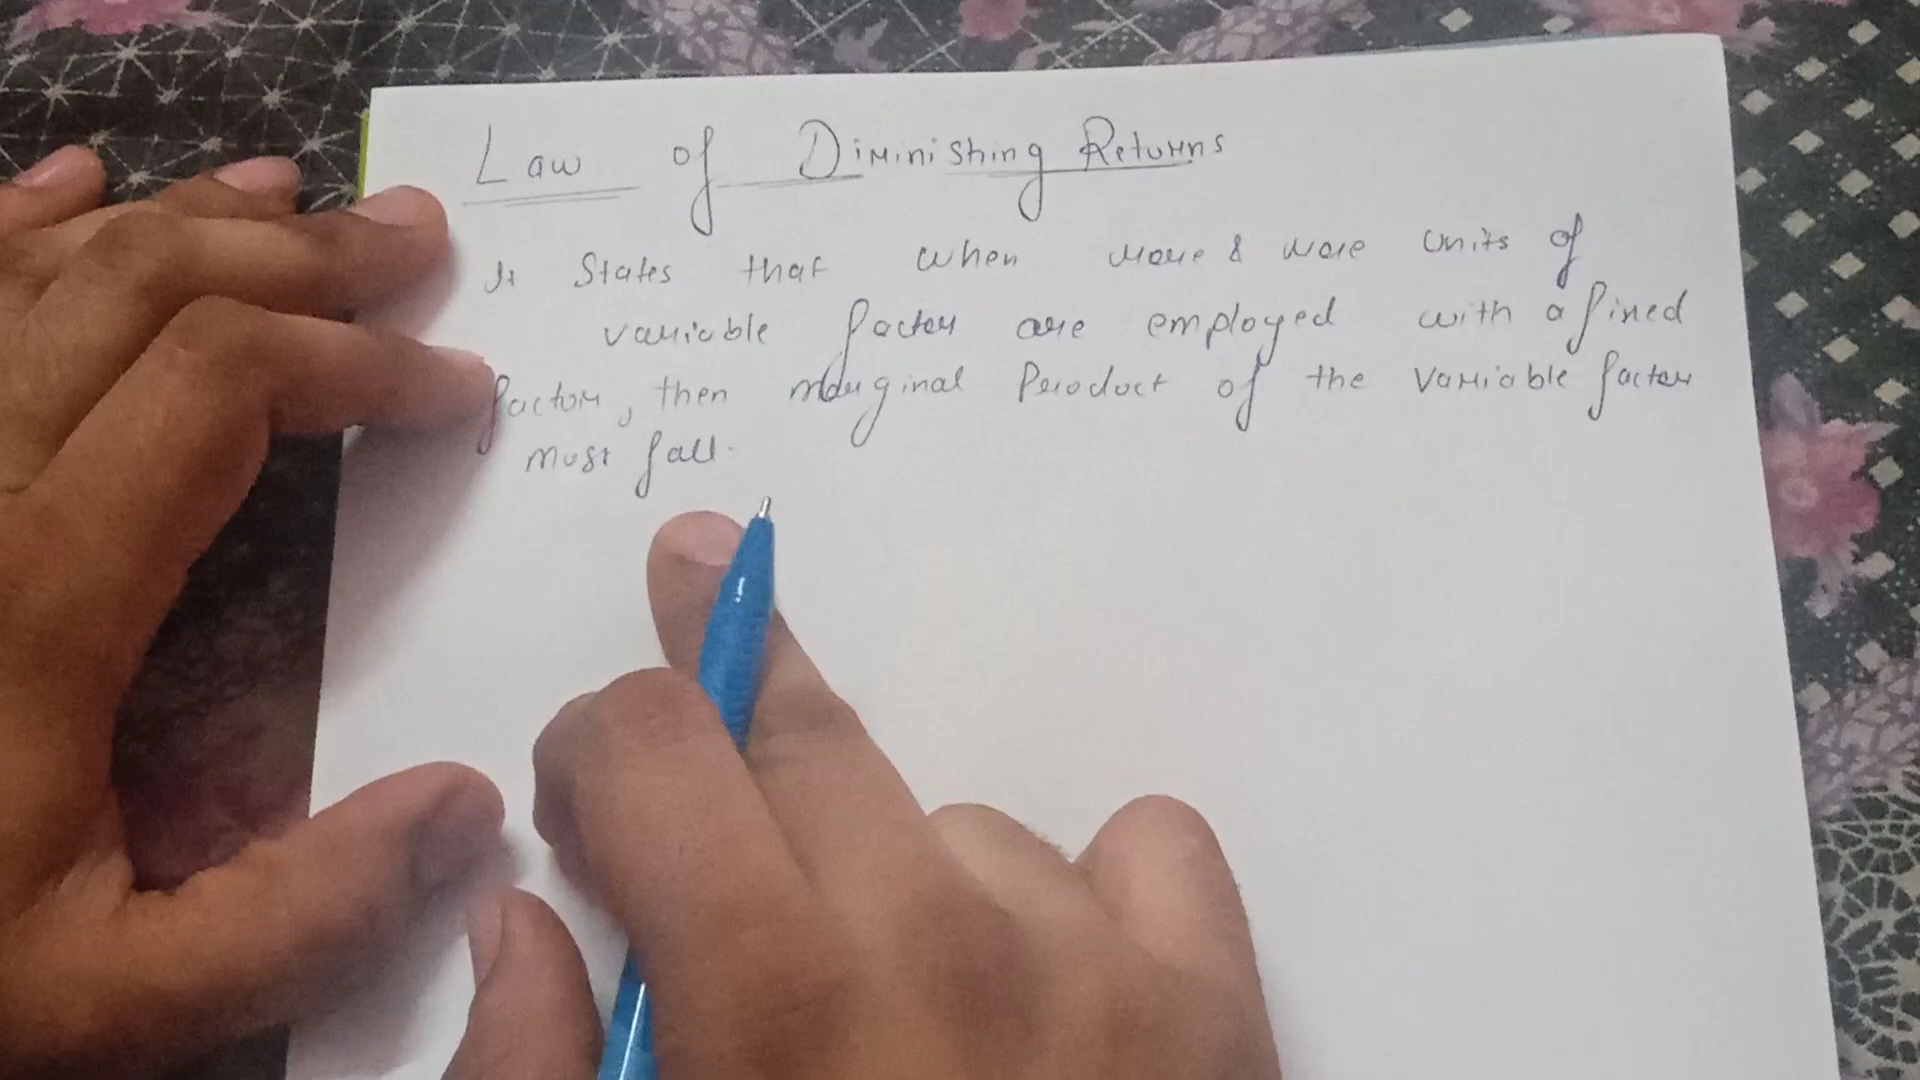 Law of Diminishing Returns
It States that when more & more units of
variable factor are employed with a fixed
factor, then marginal Product of the variable factor
must fall.